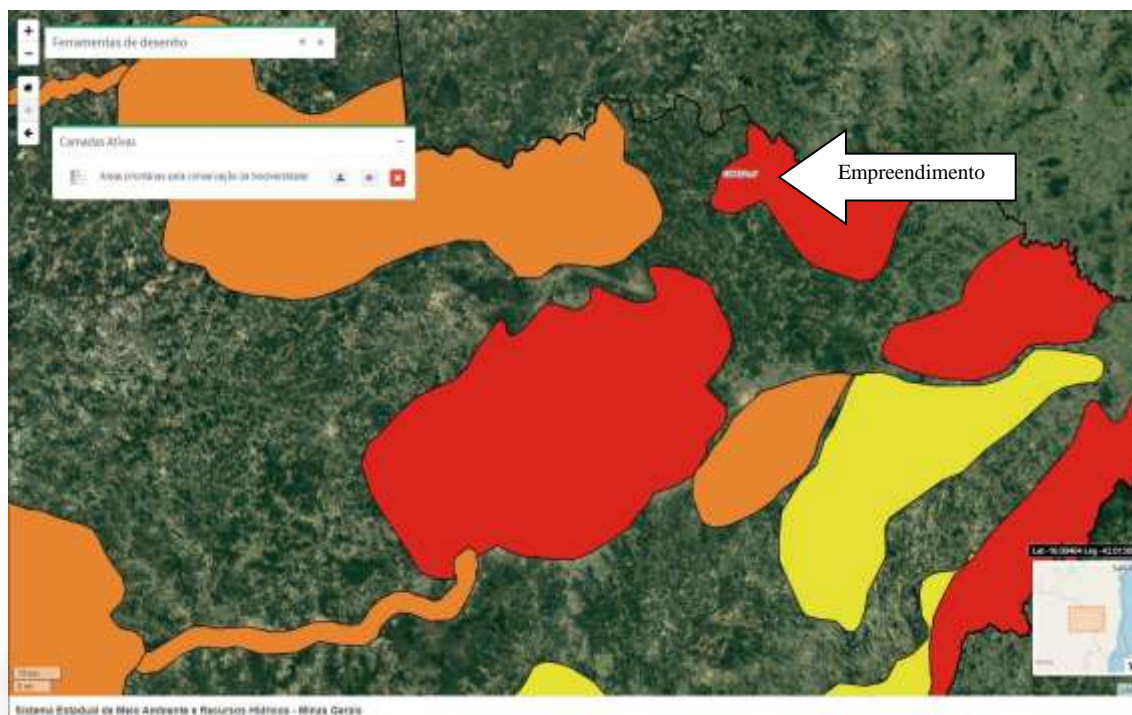 Ferramentas de desenho
Camadas Ativas
Áreas prioritárias para conservação da biodiversidade
Empreendimento
Sistema Estadual de Meio Ambiente e Recursos Hídricos - Minas Gerais